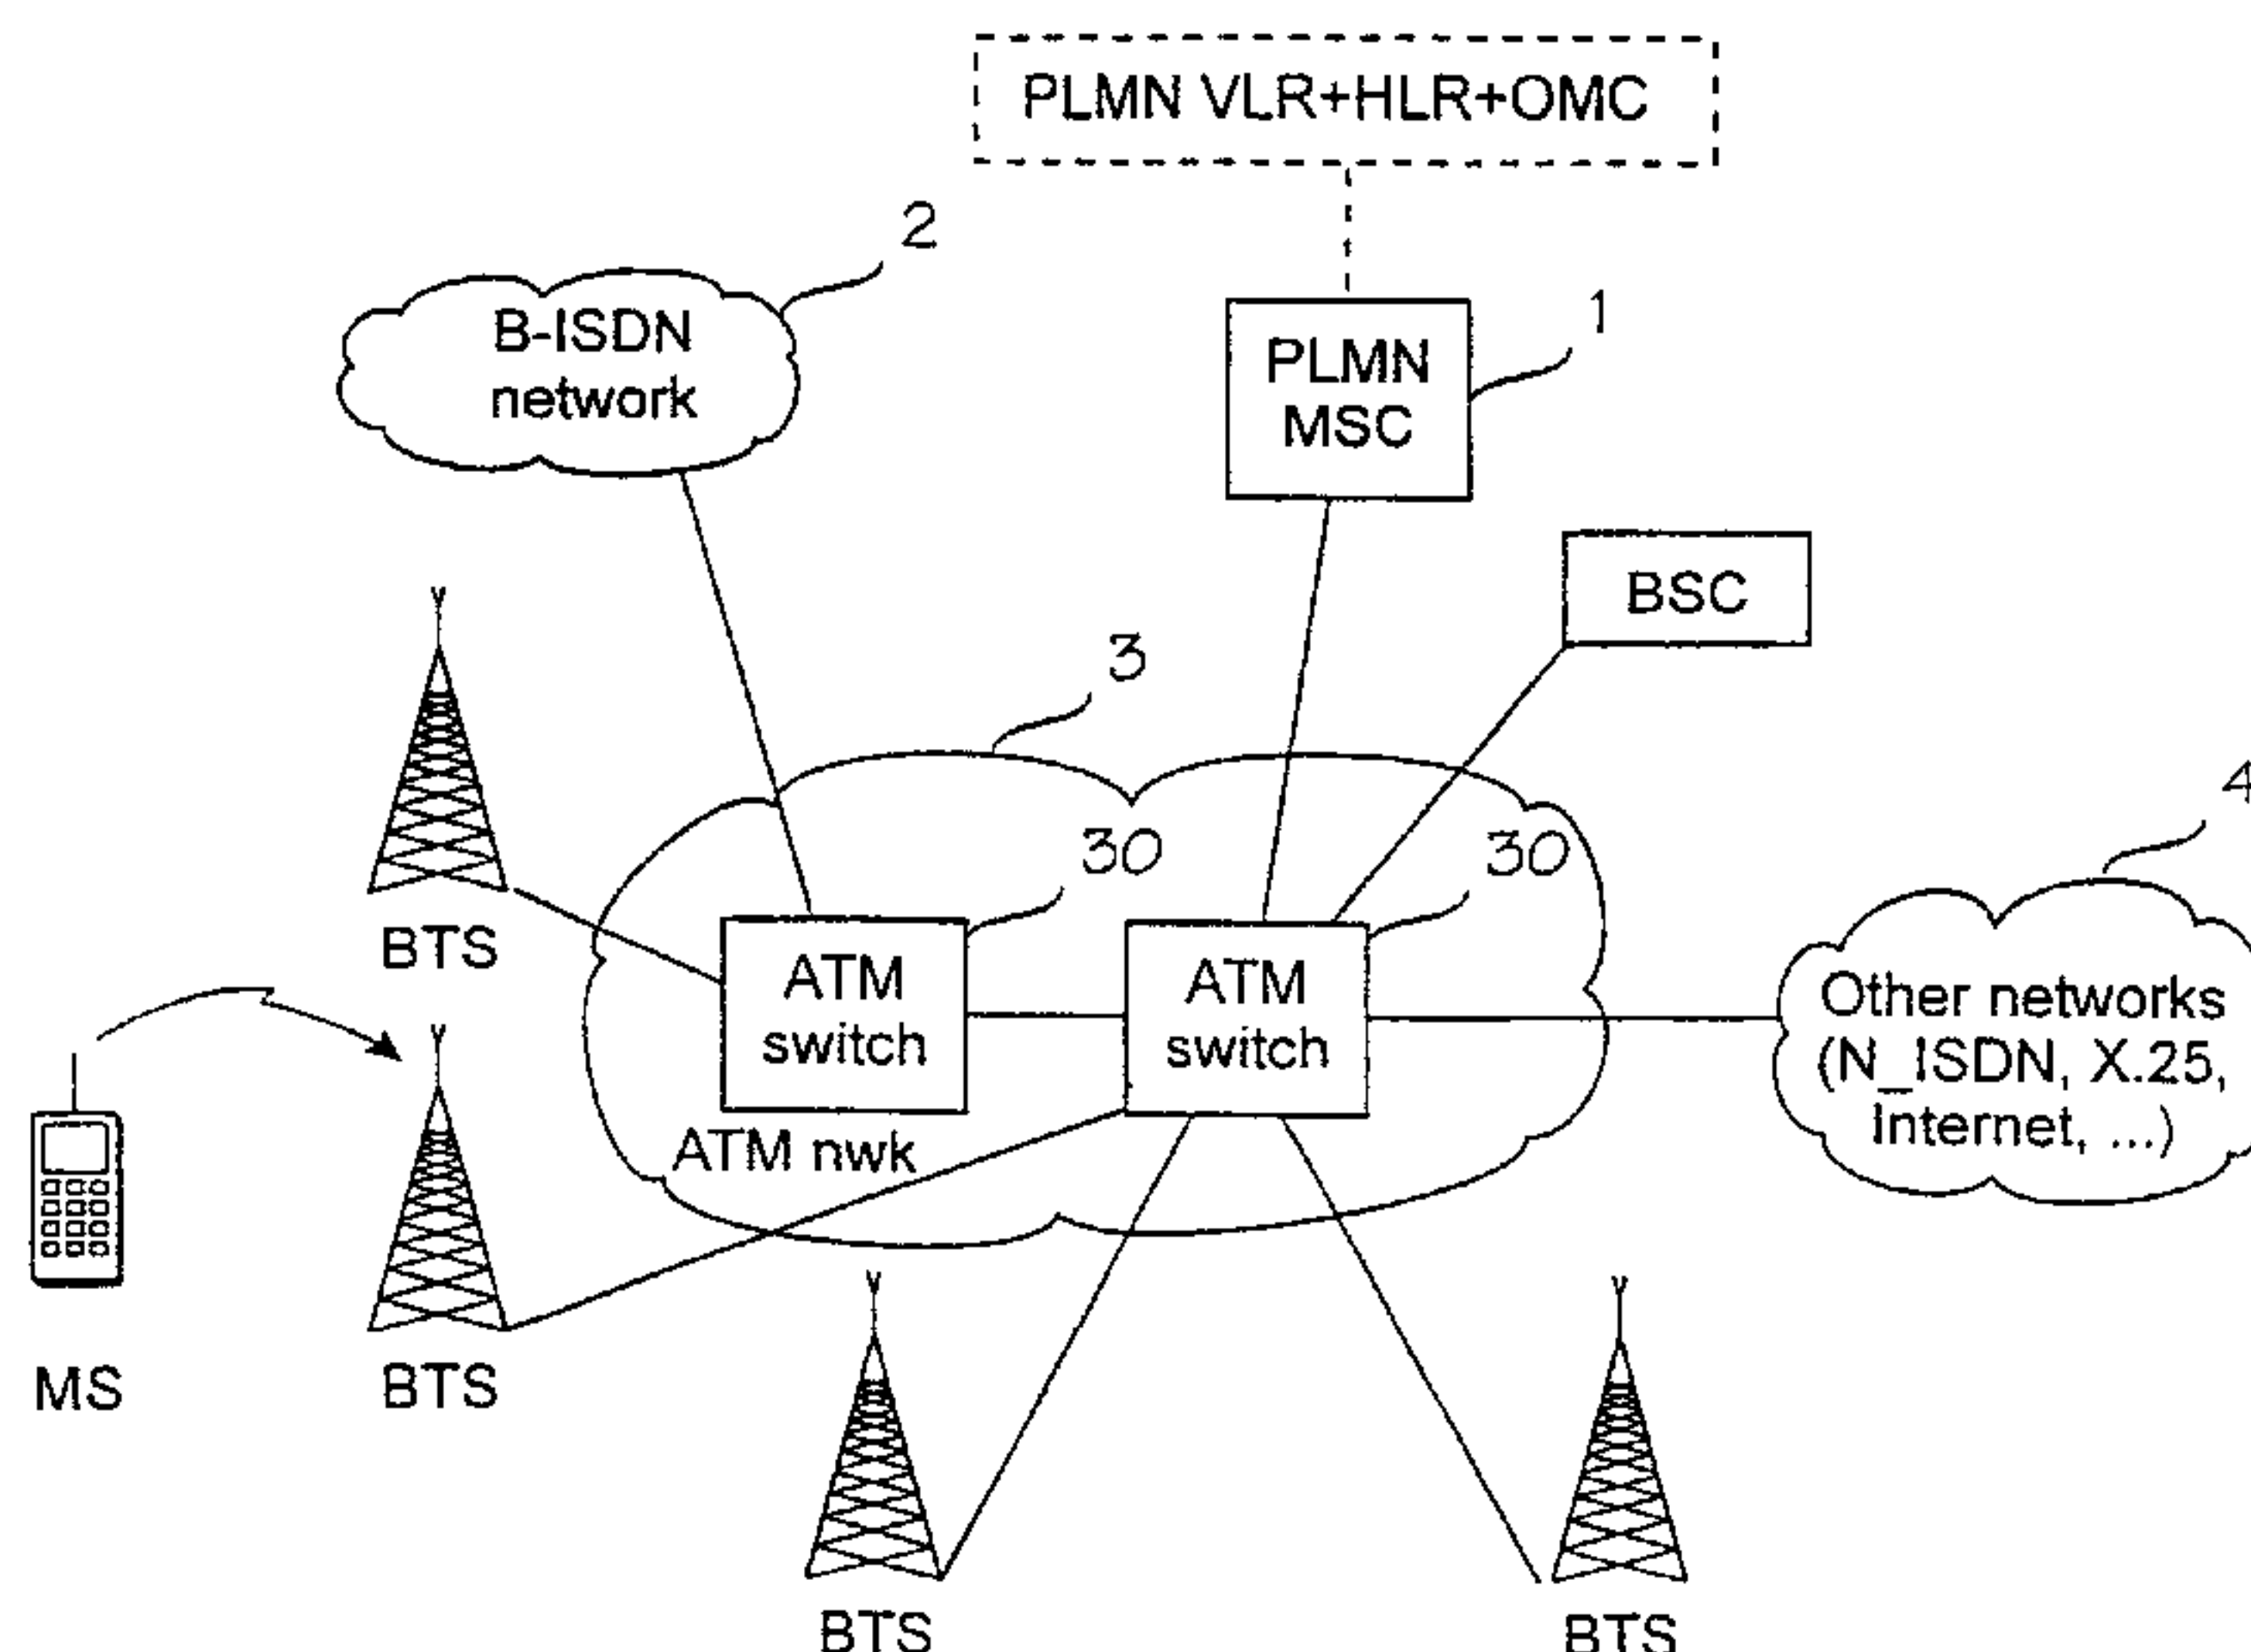 PLMN VLR+HLR+OMC
2
B-ISDN
network
1
PLMN
MSC
BSC
3
4
30
30
BTS
ATM
switch
ATM
switch
Other networks
(N_ISDN, X.25,
Internet, ...)
ATM nwk
MS
BTS
BTS
BTS